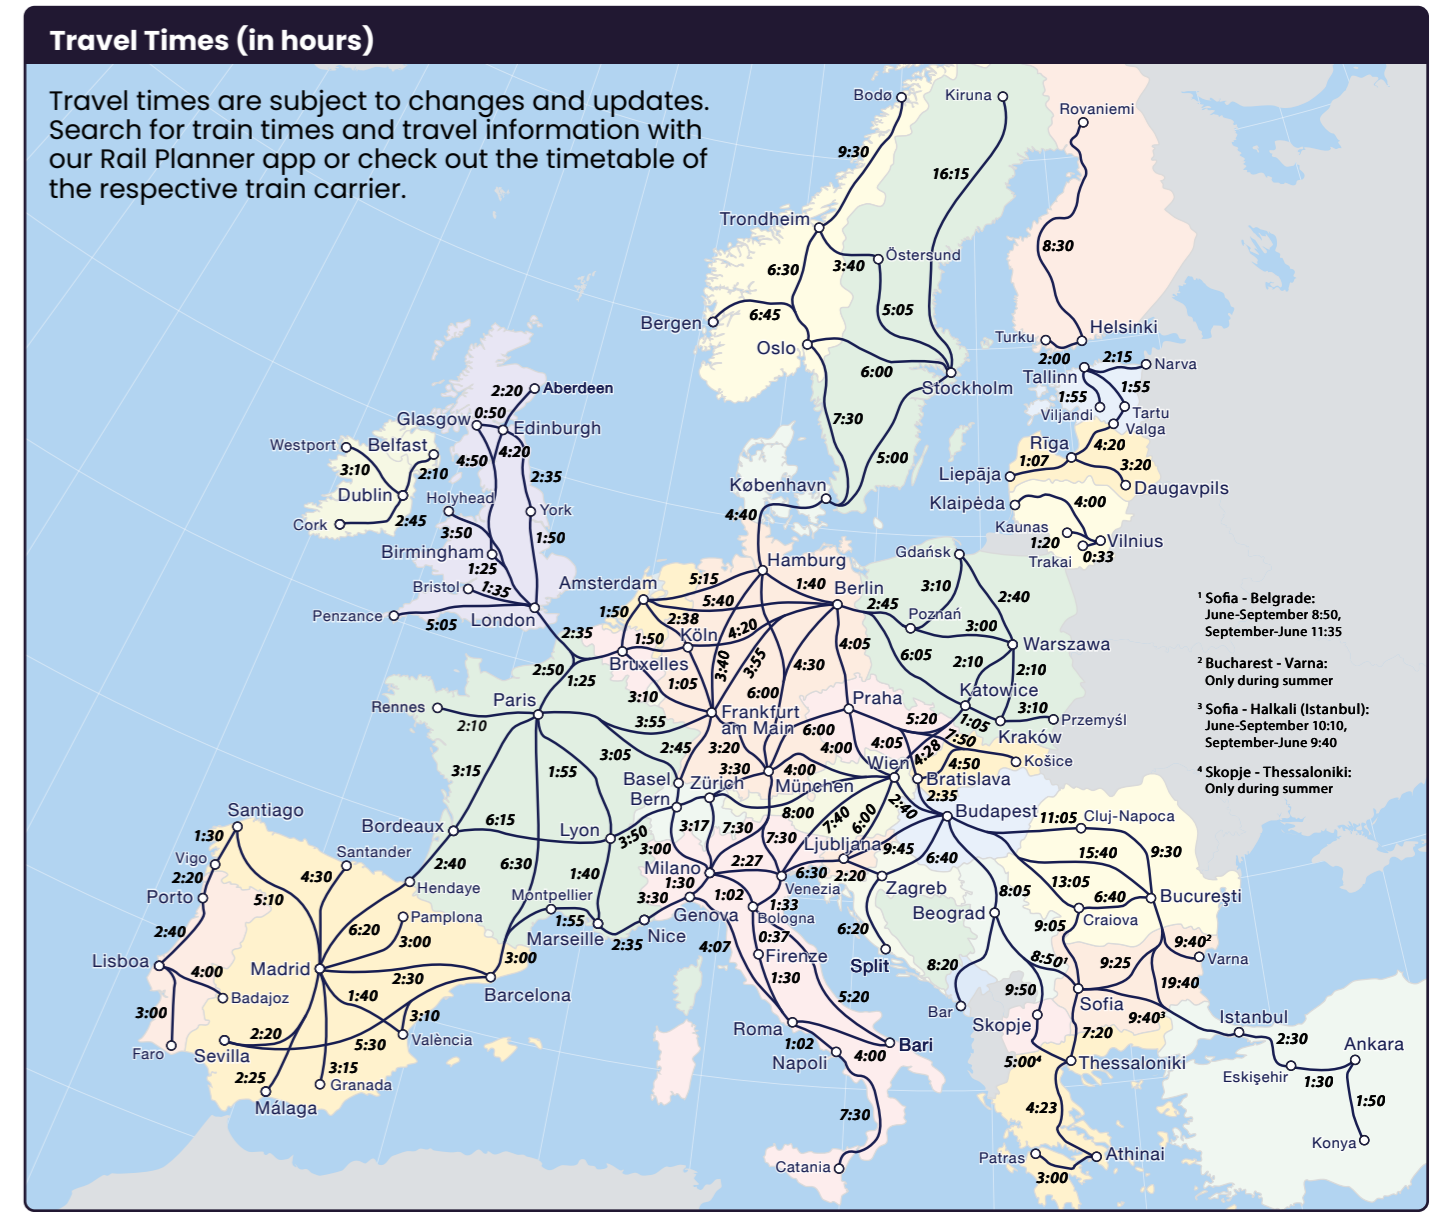 Travel Times (in hours)
Travel times are subject to changes and updates.
Search for train times and travel information with
our Rail Planner app or check out the timetable of
the respective train carrier.
Bodø
Kiruna
Rovaniemi
9:30
16:15
Trondheim
8:30
6:30
3:40
Östersund
Bergen
6:45
5:05
Oslo
Turku
Helsinki
6:00
Stockholm
2:00
2:15
Narva
Tallinn
1:55
1:55
Viljandi
Tartu
Valga
2:20
Aberdeen
0:50
Glasgow
Edinburgh
7:30
Rīga
4:20
Westport
Belfast
4:50
4:20
5:00
1:07
3:20
3:10
2:10
2:35
Liepāja
Daugavpils
Dublin
Holyhead
København
Klaipėda
4:00
Cork
2:45
York
4:40
Kaunas
3:50
1:50
1:20
Vilnius
Birmingham
Trakai
0:33
1:25
Hamburg
Gdańsk
Bristol
1:35
Amsterdam
5:15
1:40
Berlin
3:10
2:40
Penzance
5:05
London
1:50
5:40
2:45
Poznań
2:38
3:00
2:35
1:50
Köln
4:20
4:05
Warszawa
2:50
Bruxelles
3:40
3:55
4:30
6:05
2:10
2:10
1:25
1:05
Paris
3:10
6:00
Praha
Katowice
Rennes
2:10
3:55
Frankfurt
am Main
5:20
1:05
3:10
Przemyśl
Kraków
6:00
3:05
2:45
3:20
4:00
4:05
7:50
3:15
1:55
3:30
4:00
Wien
4:28
4:50
Košice
Basel
Zürich
München
Bratislava
Bern
2:35
8:00
2:40
Budapest
11:05
Cluj-Napoca
Santiago
Bordeaux
6:15
Lyon
3:50
3:17
7:30
7:30
7:40
6:00
1:30
3:00
Ljubljana
9:45
6:40
15:40
9:30
Vigo
Santander
2:40
6:30
1:40
Milano
2:27
6:30
2:20
2:20
4:30
Hendaye
1:30
Venezia
Zagreb
8:05
13:05
6:40
Bucureşti
Porto
5:10
Montpellier
3:30
1:02
1:33
Beograd
Craiova
6:20
Pamplona
1:55
Genova
Bologna
9:05
2:40
3:00
Marseille
2:35
Nice
4:07
0:37
6:20
9:40²
Lisboa
Madrid
3:00
Firenze
Split
8:20
8:50¹
9:25
Varna
4:00
2:30
1:30
19:40
Badajoz
1:40
Barcelona
5:20
9:50
Sofia
3:00
3:10
Bar
9:40³
Istanbul
2:20
5:30
València
Roma
Skopje
7:20
2:30
Ankara
Faro
Sevilla
1:02
Bari
2:25
3:15
Napoli
4:00
5:00⁴
Thessaloniki
Eskişehir
1:30
Granada
Málaga
7:30
4:23
1:50
Konya
Catania
Patras
Athinai
3:00
¹ Sofia - Belgrade:
June-September 8:50,
September-June 11:35
² Bucharest - Varna:
Only during summer
³ Sofia - Halkali (Istanbul):
June-September 10:10,
September-June 9:40
⁴ Skopje - Thessaloniki:
Only during summer